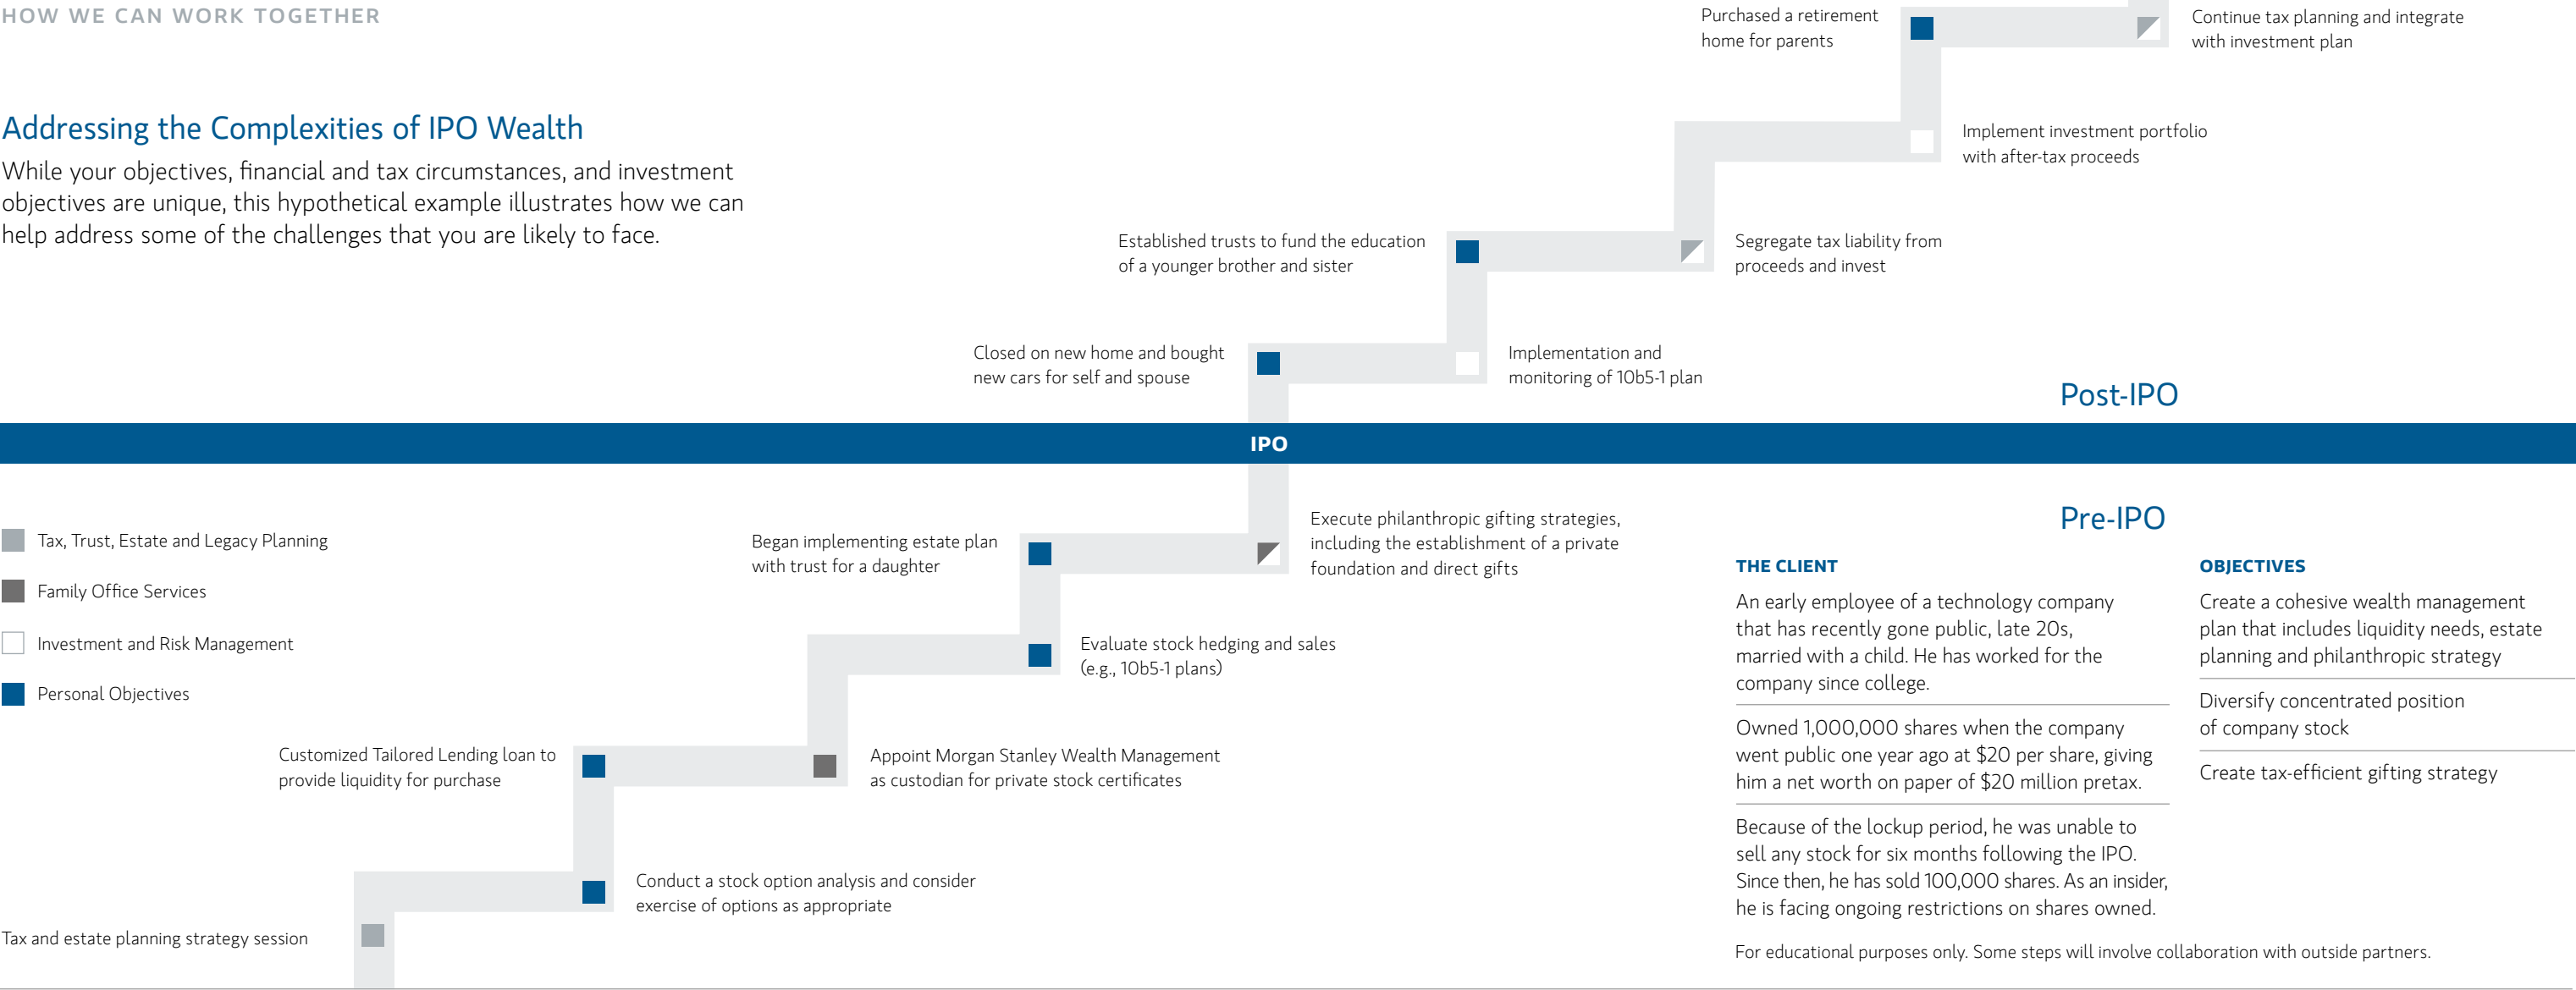 HOW WE CAN WORK TOGETHER
Addressing the Complexities of IPO Wealth
While your objectives, financial and tax circumstances, and investment
objectives are unique, this hypothetical example illustrates how we can
help address some of the challenges that you are likely to face.
Purchased a retirement
home for parents
Continue tax planning and integrate
with investment plan
Implement investment portfolio
with after-tax proceeds
Established trusts to fund the education
of a younger brother and sister
Segregate tax liability from
proceeds and invest
Closed on new home and bought
new cars for self and spouse
Implementation and
monitoring of 10b5-1 plan
Post-IPO
IPO
Pre-IPO
Tax, Trust, Estate and Legacy Planning
Family Office Services
Investment and Risk Management
Personal Objectives
Began implementing estate plan
with trust for a daughter
Execute philanthropic gifting strategies,
including the establishment of a private
foundation and direct gifts
Evaluate stock hedging and sales
(e.g., 10b5-1 plans)
Customized Tailored Lending loan to
provide liquidity for purchase
Appoint Morgan Stanley Wealth Management
as custodian for private stock certificates
Conduct a stock option analysis and consider
exercise of options as appropriate
Tax and estate planning strategy session
THE CLIENT
An early employee of a technology company
that has recently gone public, late 20s,
married with a child. He has worked for the
company since college.
Owned 1,000,000 shares when the company
went public one year ago at $20 per share, giving
him a net worth on paper of $20 million pretax.
Because of the lockup period, he was unable to
sell any stock for six months following the IPO.
Since then, he has sold 100,000 shares. As an insider,
he is facing ongoing restrictions on shares owned.
OBJECTIVES
Create a cohesive wealth management
plan that includes liquidity needs, estate
planning and philanthropic strategy
Diversify concentrated position
of company stock
Create tax-efficient gifting strategy
For educational purposes only. Some steps will involve collaboration with outside partners.